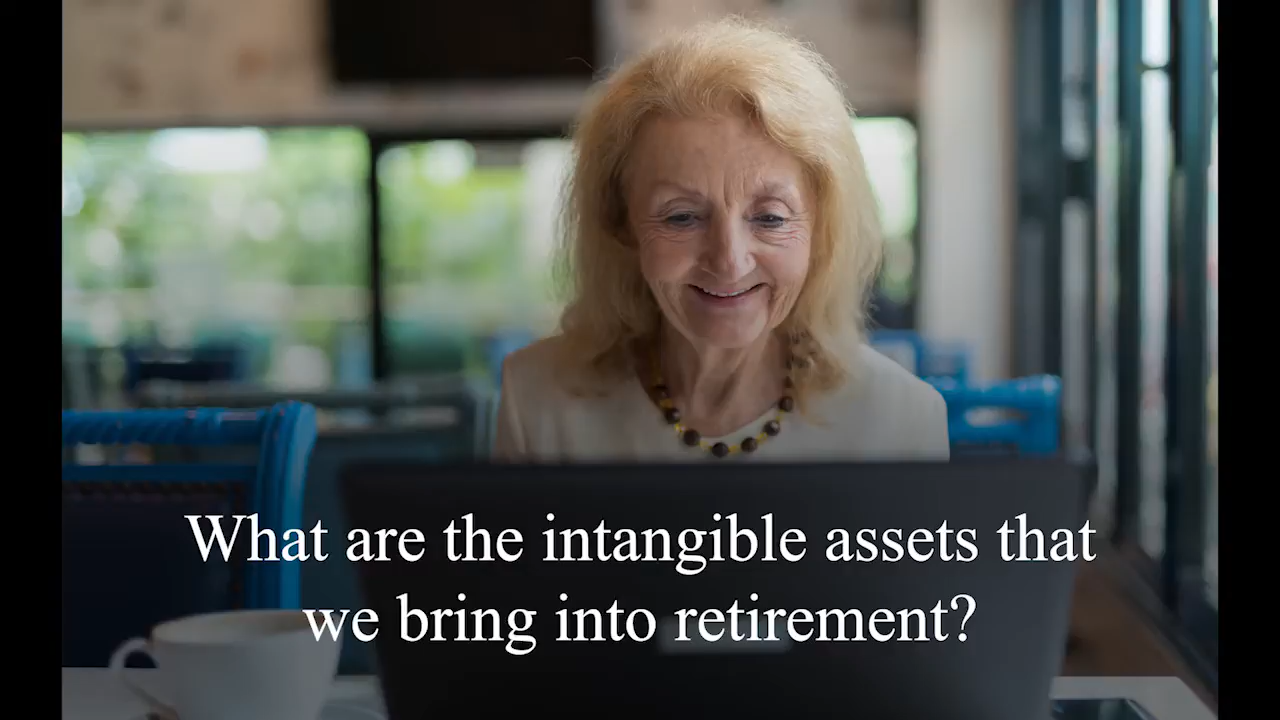 What are the intangible assets that
we bring into retirement?